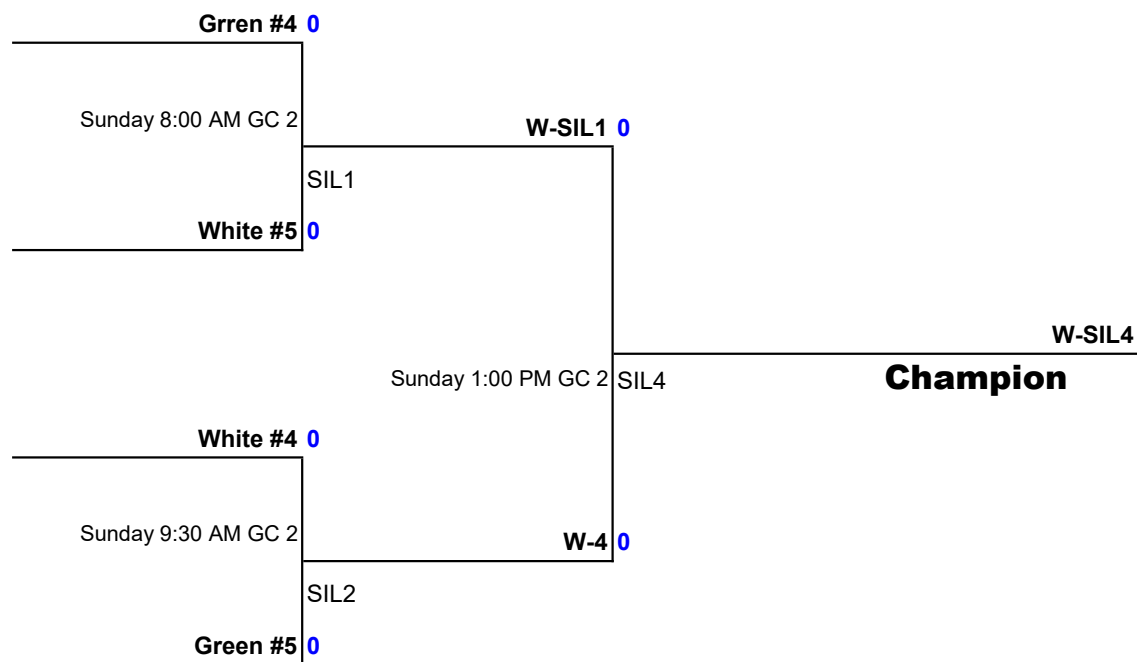 Grren #4 0
Sunday 8:00 AM GC 2
W-SIL1 0
SIL1
White #5 0
W-SIL4
Sunday 1:00 PM GC 2 SIL4
Champion
White #4 0
Sunday 9:30 AM GC 2
W-4 0
SIL2
Green #5 0